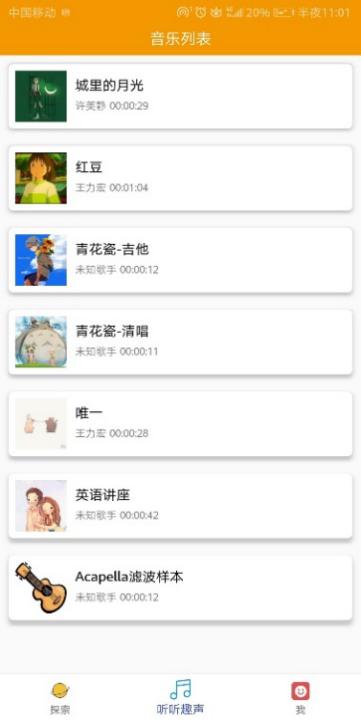 中国移动
20%
半夜11:01
音乐列表
城里的月光
许美静 00:00:29
红豆
王力宏 00:01:04
青花瓷-吉他
未知歌手 00:00:12
青花瓷-清唱
未知歌手 00:00:11
唯一
王力宏 00:00:28
英语讲座
未知歌手 00:00:42
Acapella滤波样本
未知歌手 00:00:12
探索
听听趣声
我